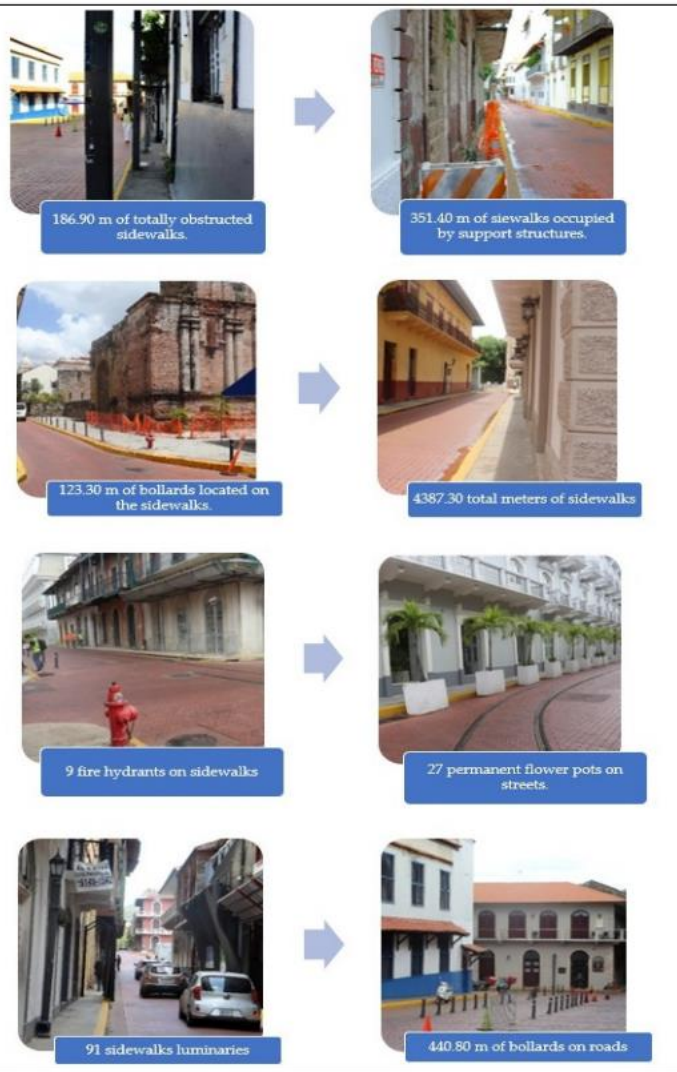 186.90 m of totally obstructed
sidewalks.
351.40 m of siewalks occupied
by support structures.
123.30 m of bollards located on
the sidewalks.
4387.30 total meters of sidewalks
9 fire hydrants on sidewalks
27 permanent flower pots on
streets.
91 sidewalks luminaries
440.80 m of bollards on roads